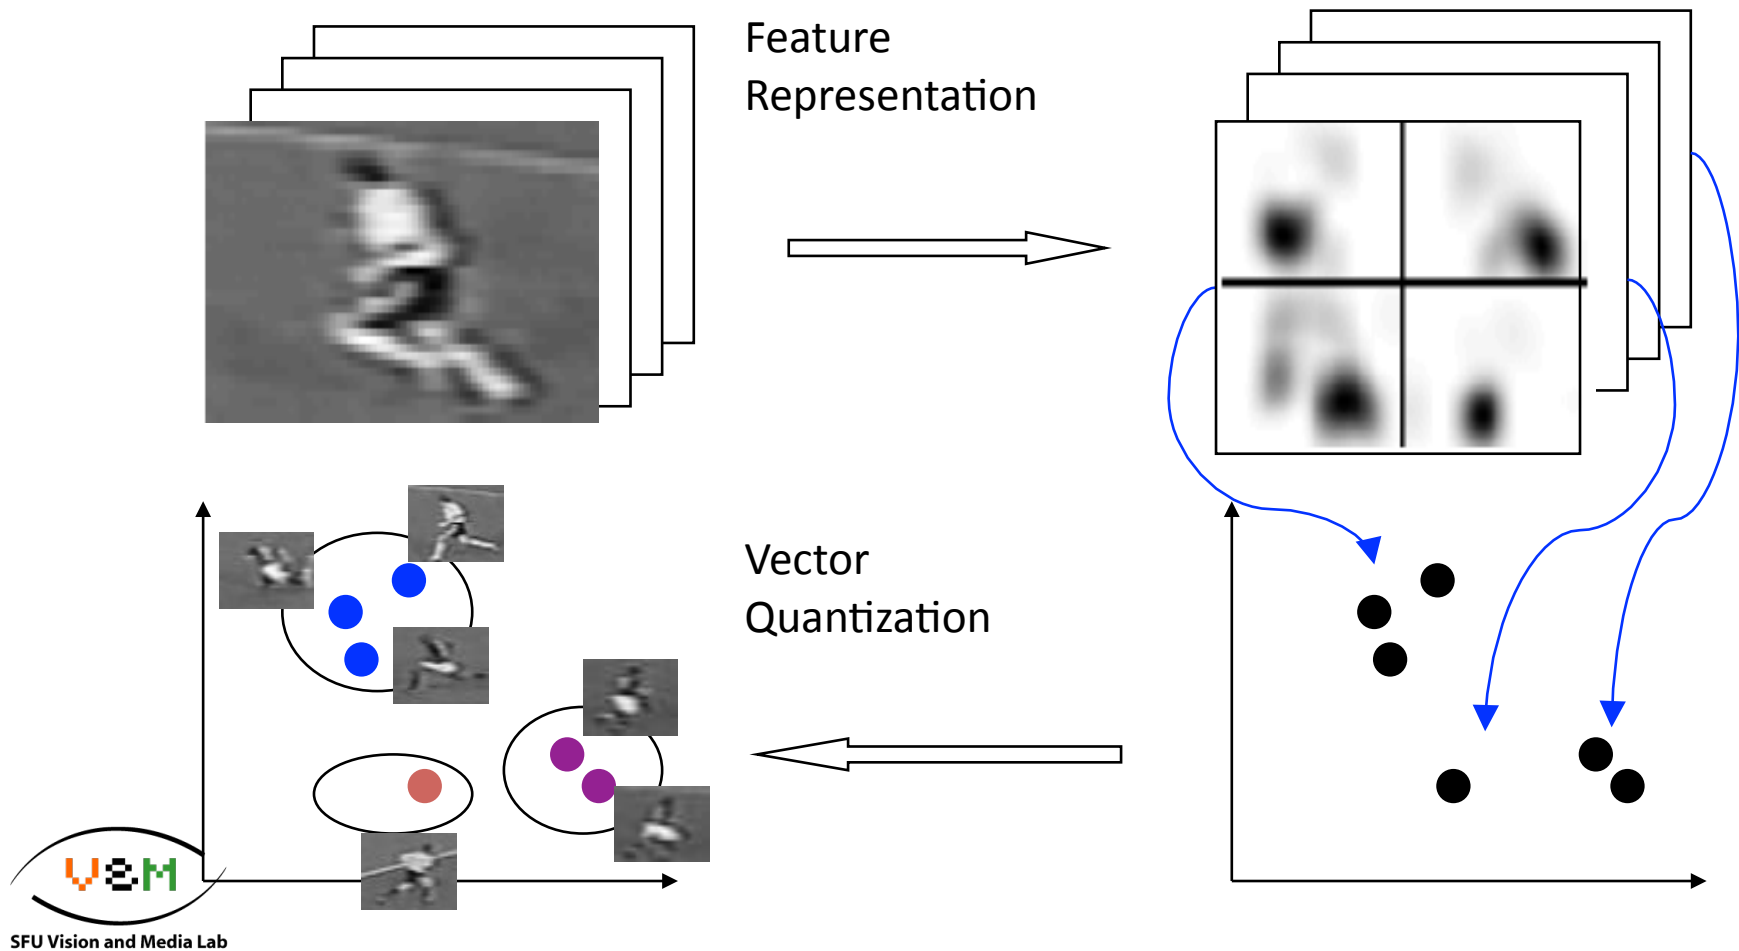 Feature
Representation
Vector
Quantization
V&M
SFU Vision and Media Lab